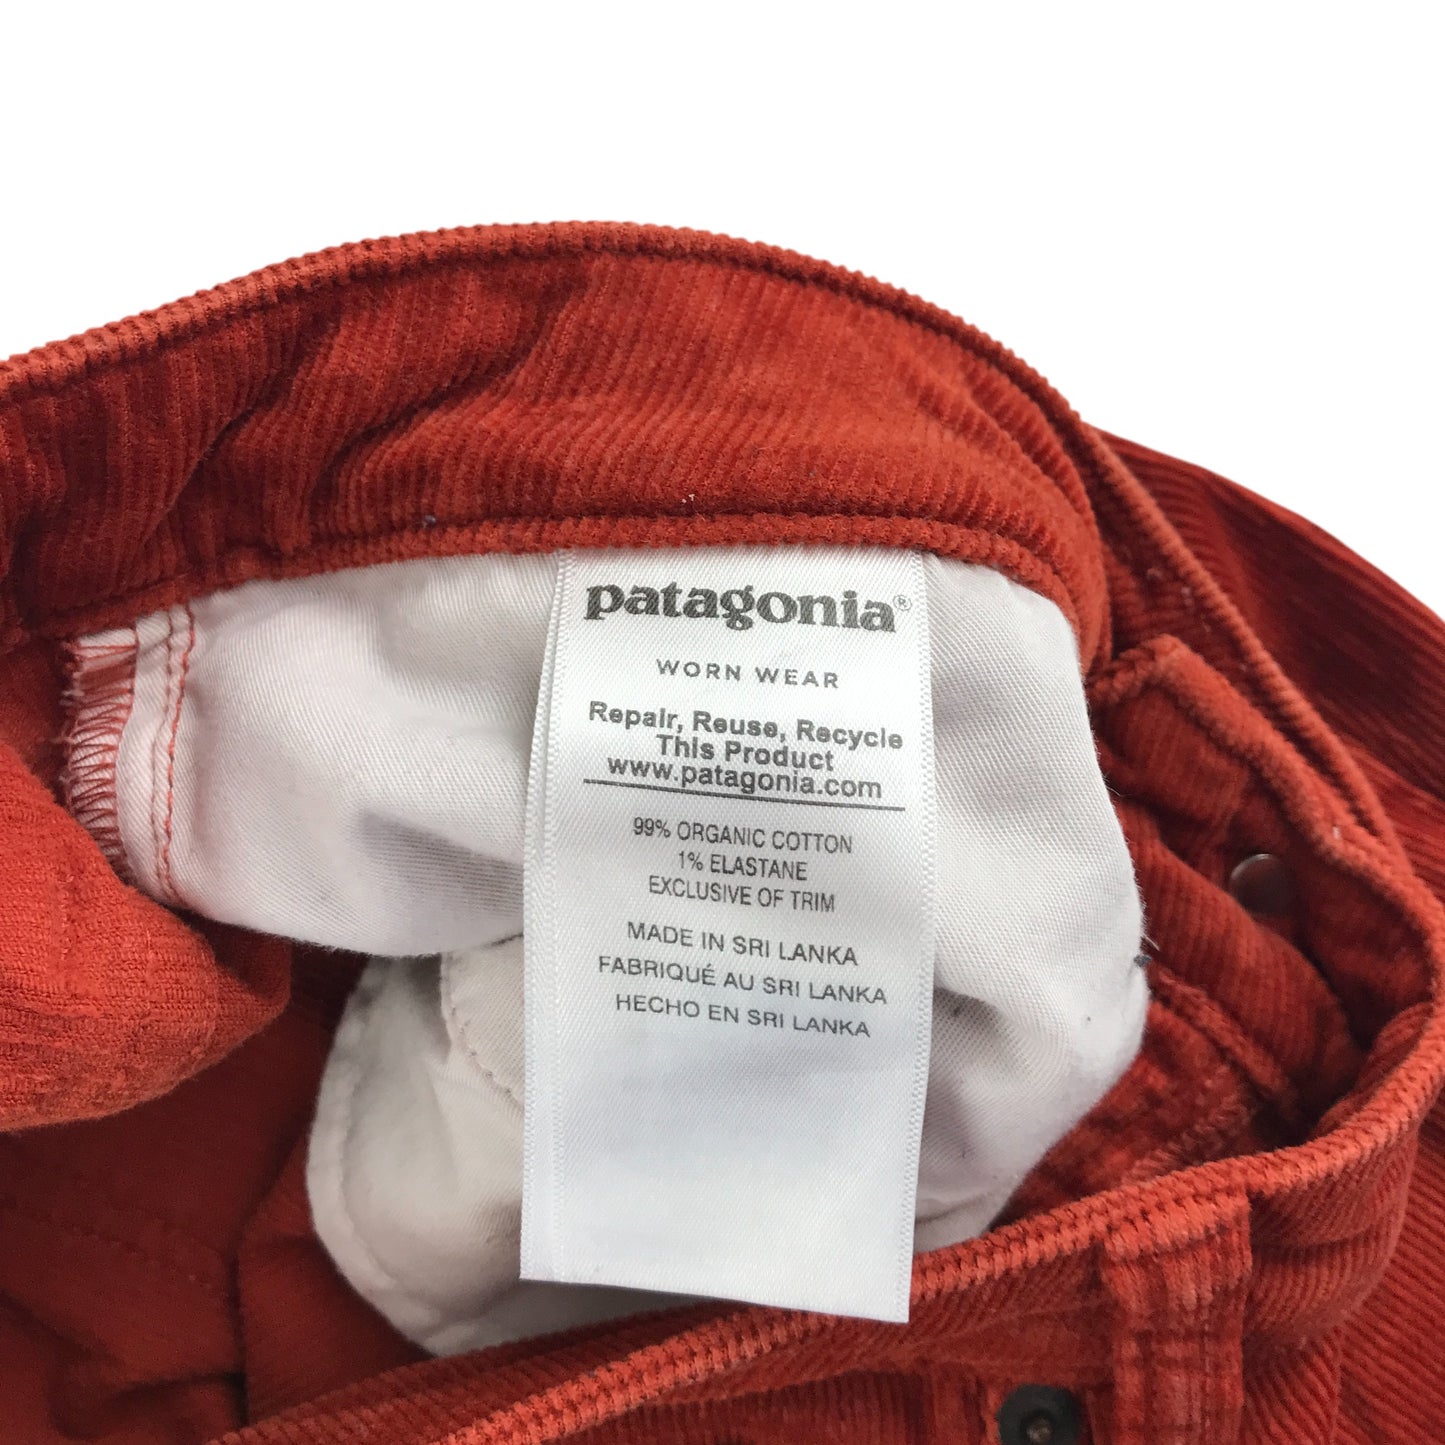 patagonia®
WORN WEAR
Repair, Reuse, Recycle
This Product
www.patagonia.com
99% ORGANIC COTTON
1% ELASTANE
EXCLUSIVE OF TRIM
MADE IN SRI LANKA
FABRIQUÉ AU SRI LANKA
HECHO EN SRI LANKA